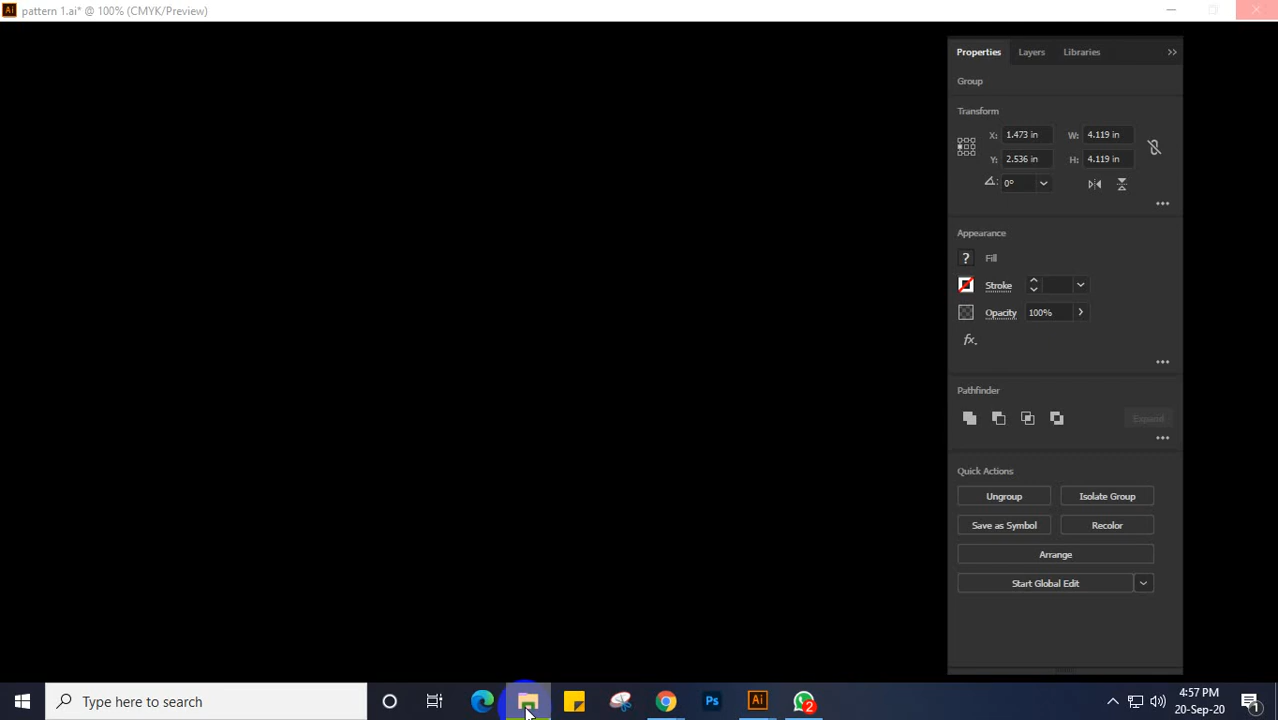 Ai pattern 1.ai* @ 100% (CMYK/Preview)
Properties Layers Libraries
Group
Transform
X: 1.473 in W: 4.119 in
Y: 2.536 in H: 4.119 in
0°
Appearance
? Fill
Stroke
Opacity 100%
fx.
Pathfinder
Expand
Quick Actions
Ungroup Isolate Group
Save as Symbol Recolor
Arrange
Start Global Edit
Type here to search Ps Ai 2 4:57 PM
20-Sep-20 1